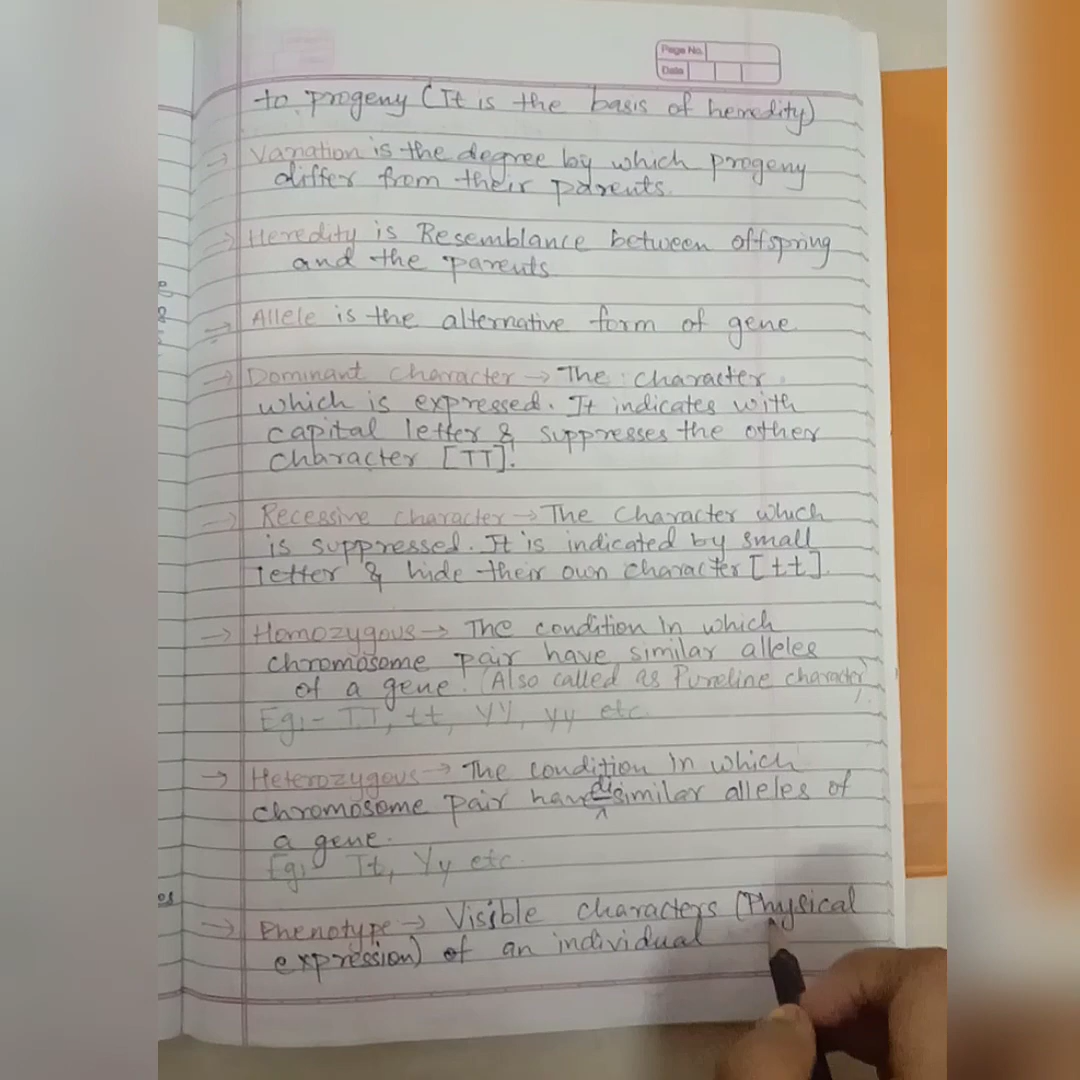 Page No.
Date
to progeny (It is the basis of heredity)
→ Variation is the degree by which progeny
differ from their parents.
→ Heredity is Resemblance between offspring
and the parents
→ Allele is the alternative form of gene.
→ Dominant character → The character
which is expressed. It indicates with
capital letter & suppresses the other
character [TT].
→ Recessive character → The character which
is suppressed. It is indicated by small
letter & hide their own character [tt].
→ Homozygous → The condition in which
chromosome pair have similar alleles
of a gene. (Also called as Pureline character).
Eg:- TT, tt, YY, yy etc.
→ Heterozygous → The condition in which
chromosome pair have dissimilar alleles of
a gene.
Eg:- Tt, Yy etc.
→ Phenotype → Visible characters (Physical
expression) of an individual